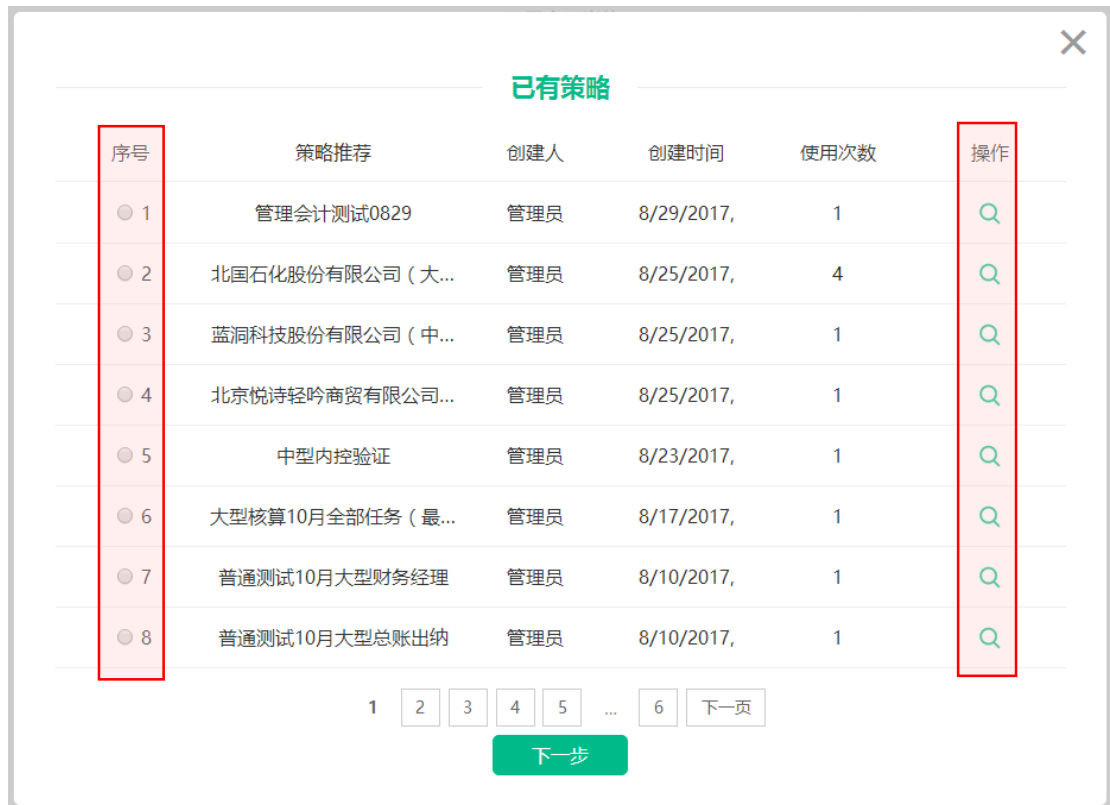 已有策略
序号 策略推荐 创建人 创建时间 使用次数 操作
1 管理会计测试0829 管理员 8/29/2017, 1
2 北国石化股份有限公司（大... 管理员 8/25/2017, 4
3 蓝洞科技股份有限公司（中... 管理员 8/25/2017, 1
4 北京悦诗轻吟商贸有限公司... 管理员 8/25/2017, 1
5 中型内控验证 管理员 8/23/2017, 1
6 大型核算10月全部任务（最... 管理员 8/17/2017, 1
7 普通测试10月大型财务经理 管理员 8/10/2017, 1
8 普通测试10月大型总账出纳 管理员 8/10/2017, 1
1 2 3 4 5 ... 6 下一页
下一步